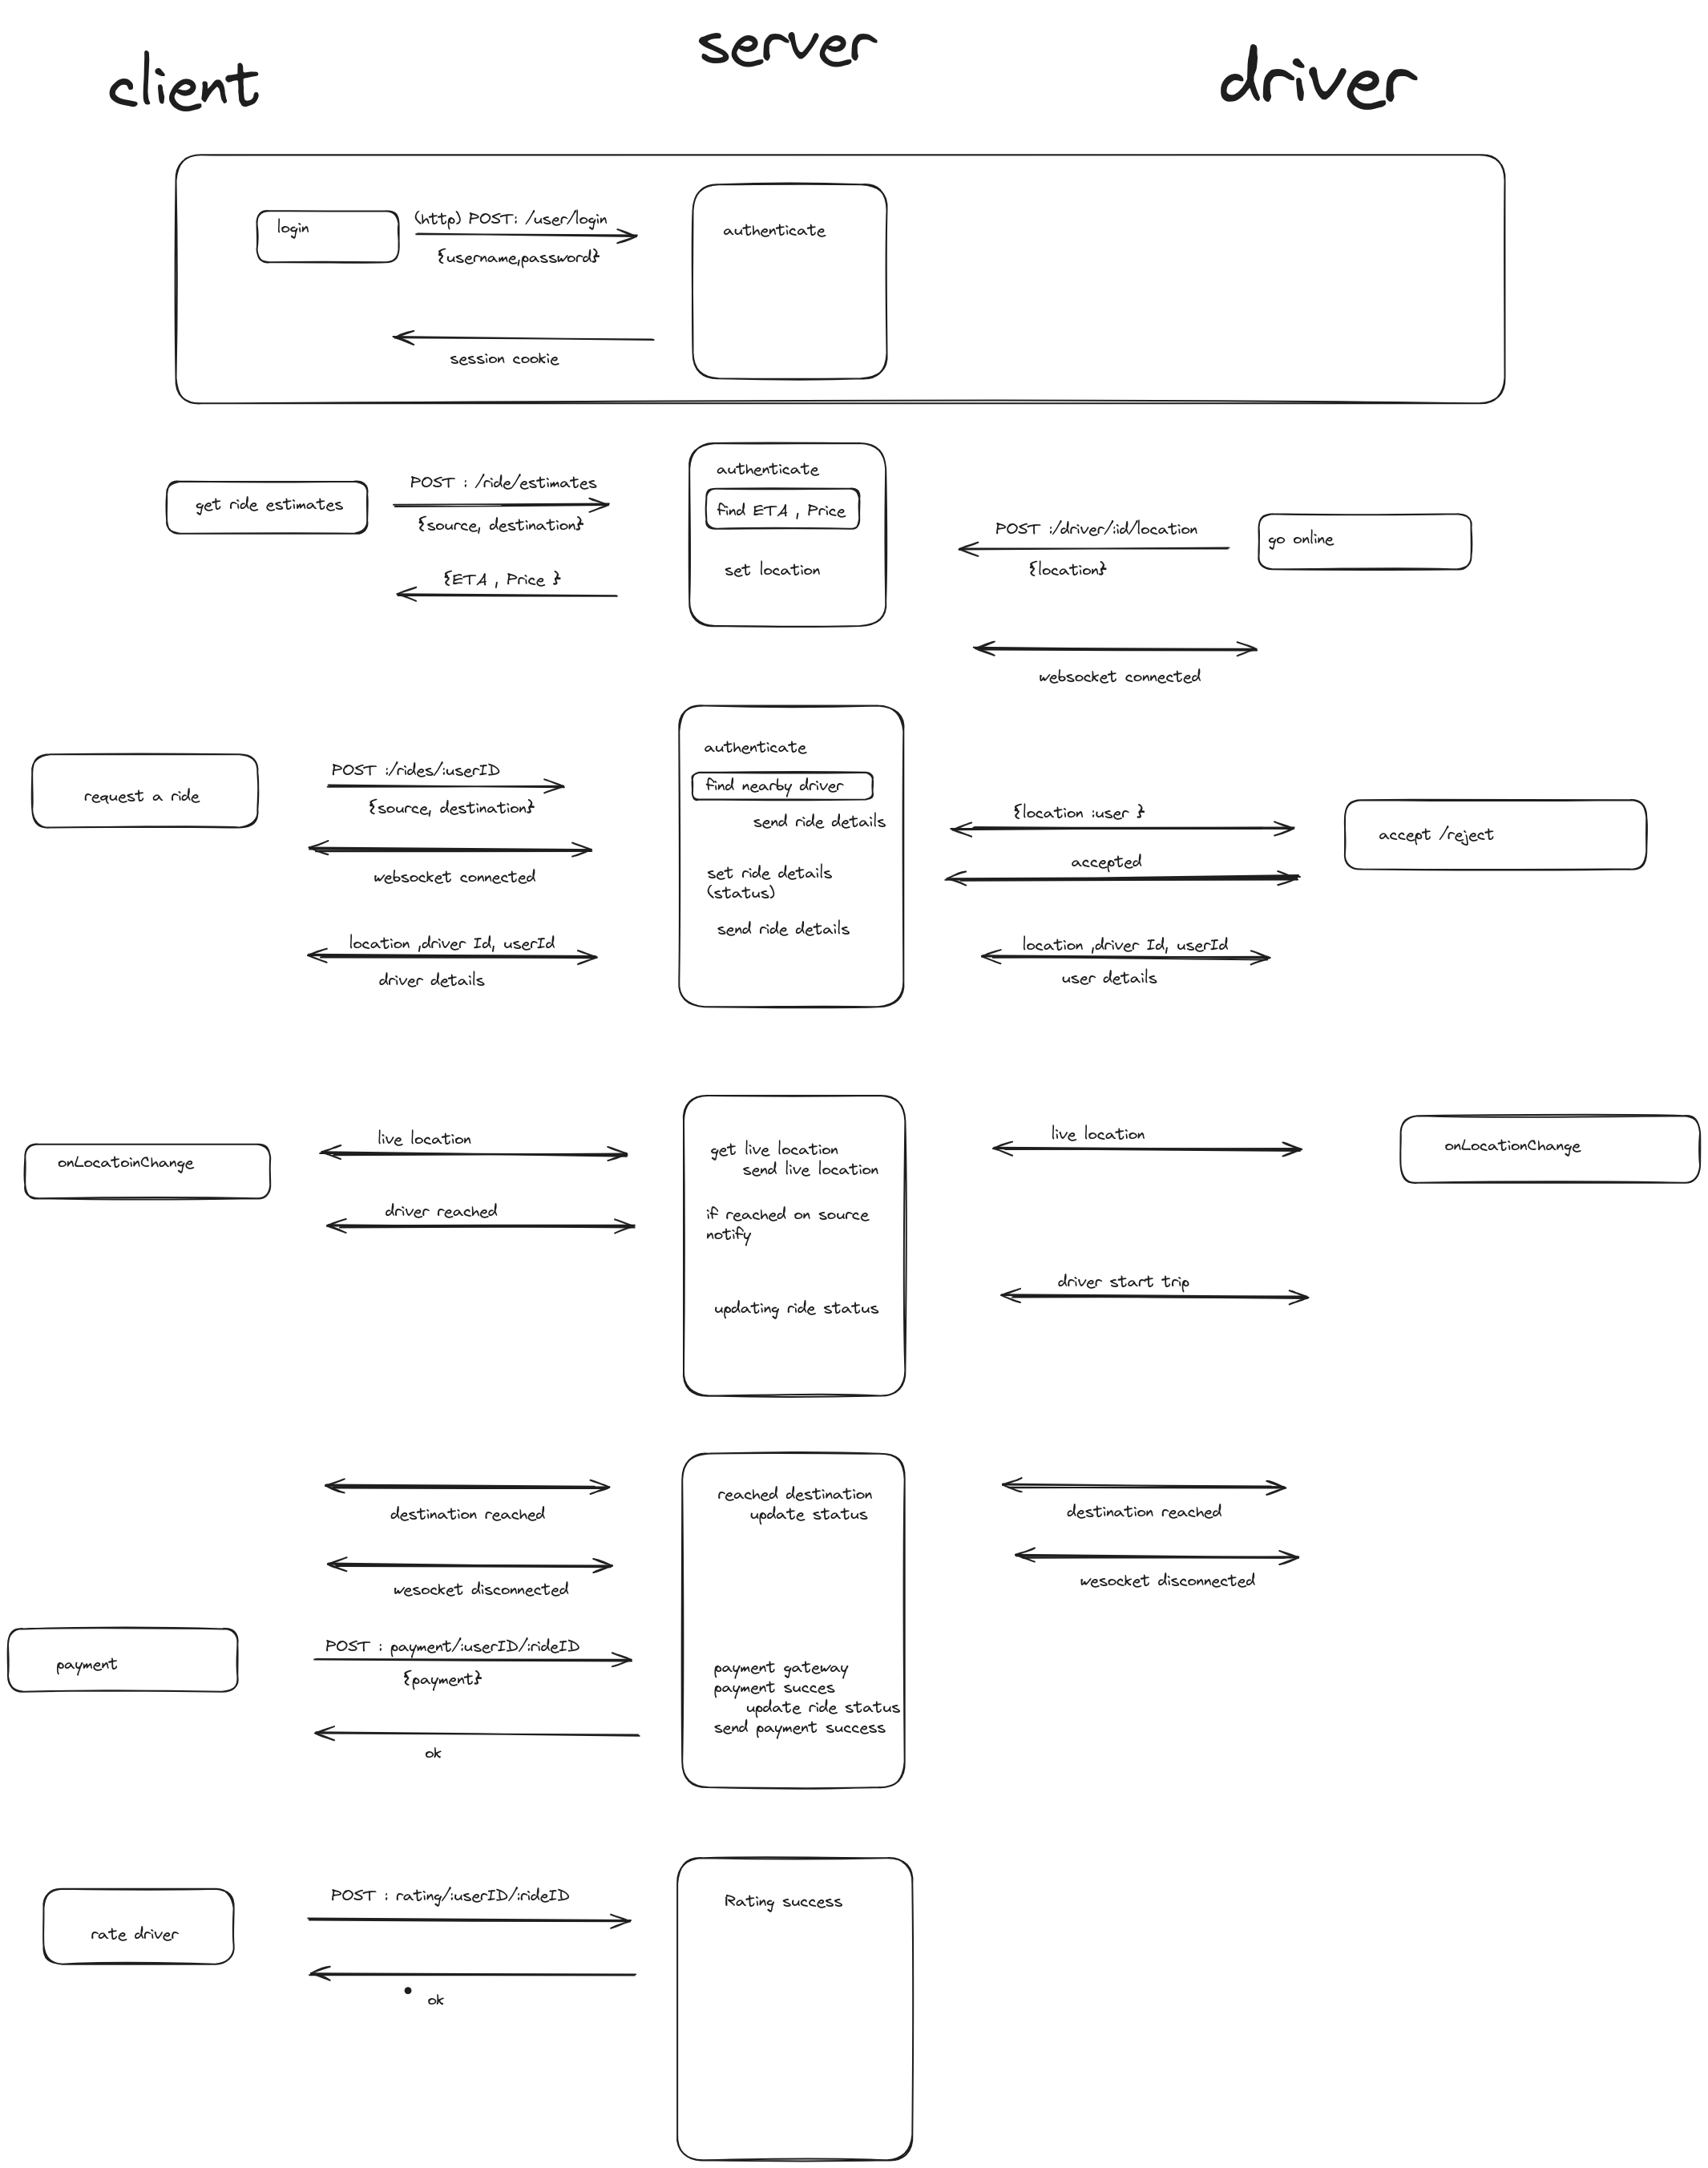 client
server
driver
login
(http) POST: /user/login
{username,password}
authenticate
session cookie
get ride estimates
POST : /ride/estimates
{source, destination}
{ETA , Price }
authenticate
find ETA , Price
set location
POST :/driver/:id/location
{location}
go online
websocket connected
request a ride
POST :/rides/:userID
{source, destination}
websocket connected
location ,driver Id, userId
driver details
authenticate
find nearby driver
send ride details
set ride details
(status)
send ride details
{location :user }
accepted
location ,driver Id, userId
user details
accept /reject
onLocatoinChange
live location
driver reached
get live location
send live location
if reached on source
notify
updating ride status
live location
driver start trip
onLocationChange
destination reached
wesocket disconnected
reached destination
update status
destination reached
wesocket disconnected
payment
POST : payment/:userID/:rideID
{payment}
ok
payment gateway
payment succes
update ride status
send payment success
rate driver
POST : rating/:userID/:rideID
ok
Rating success